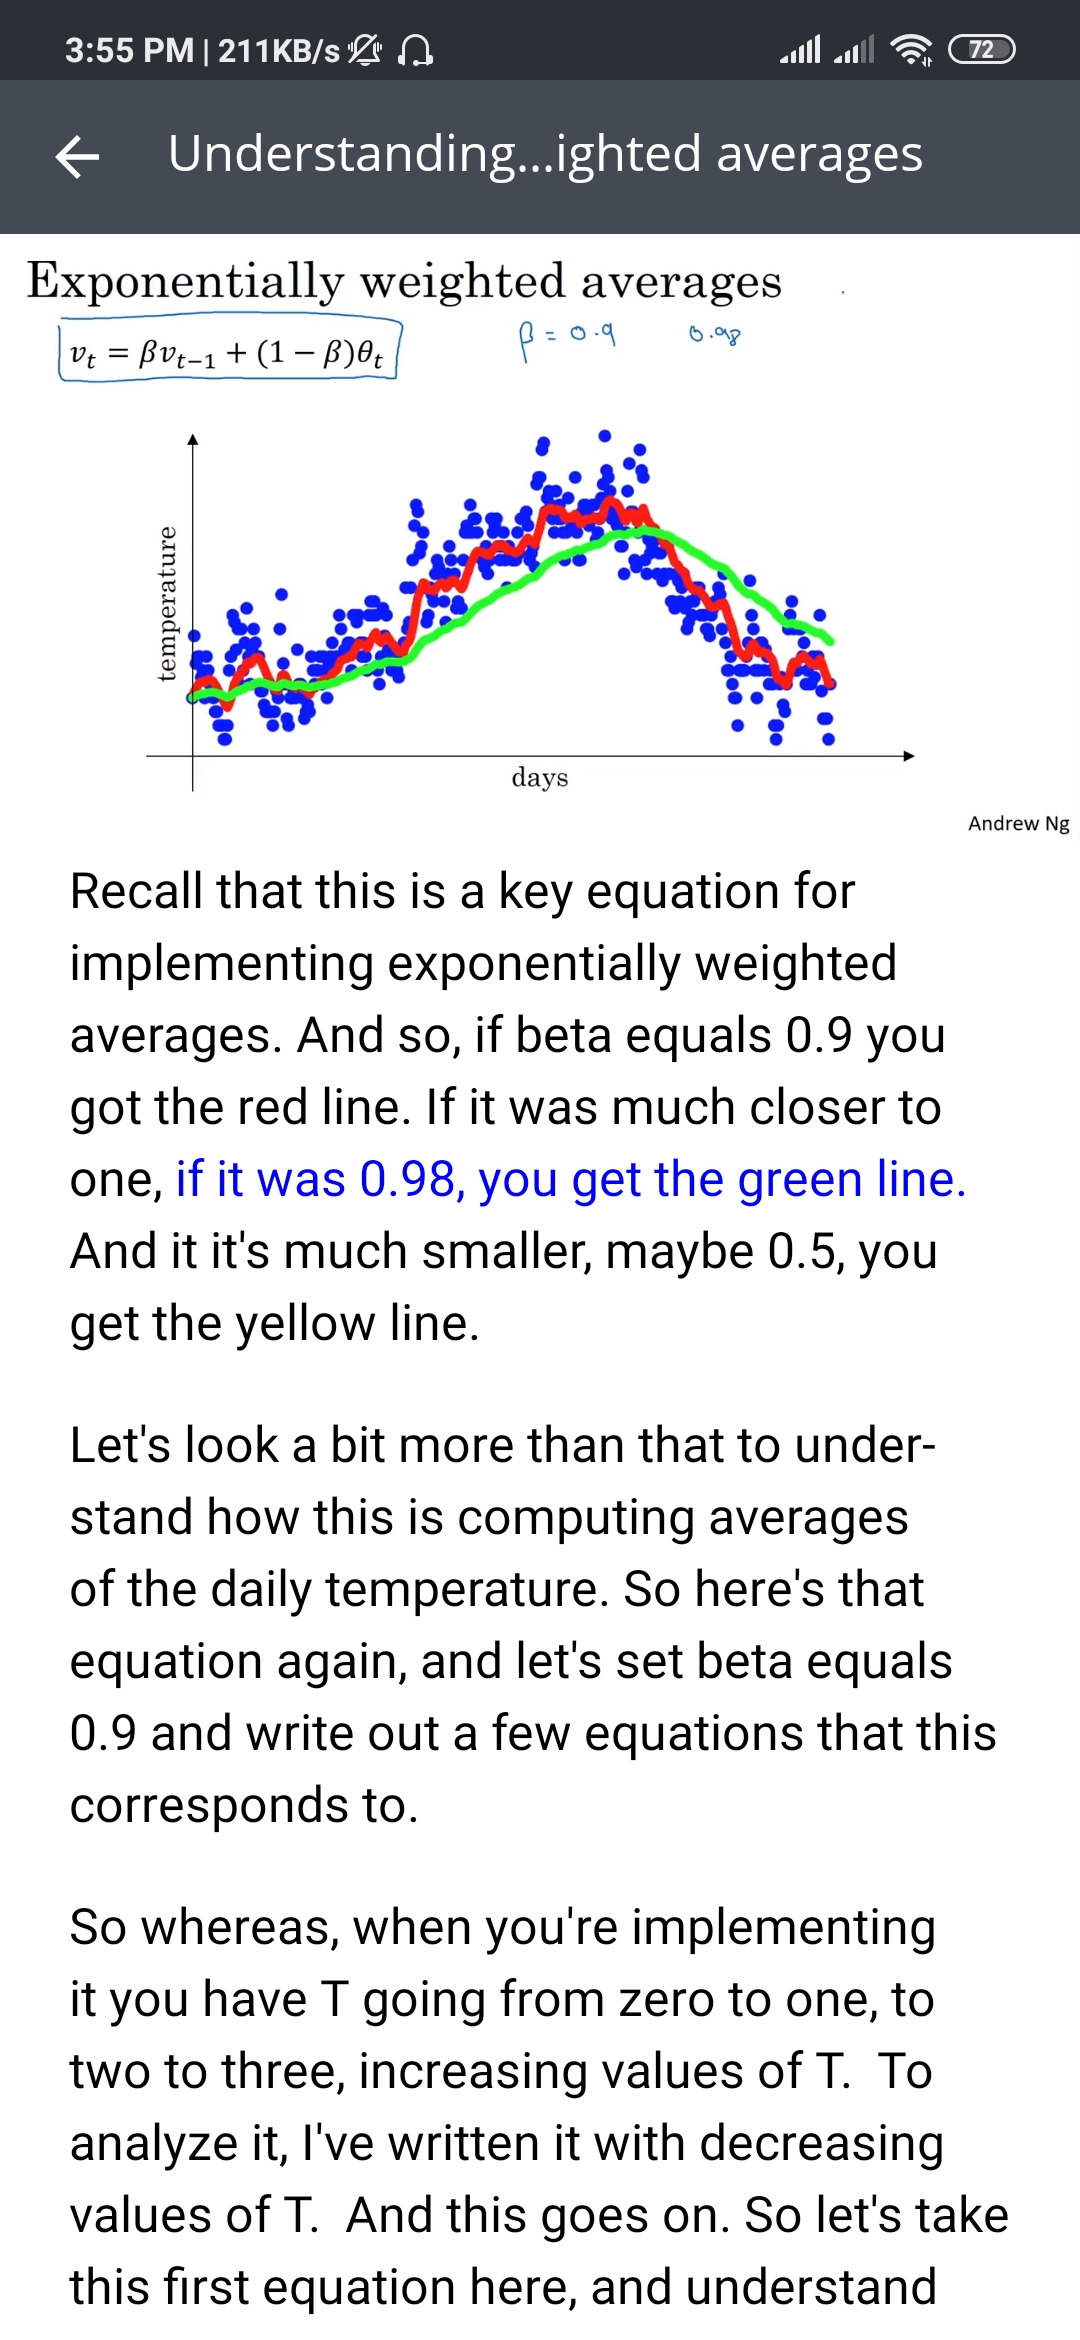 3:55 PM | 211KB/s
72
Understanding...ighted averages
Exponentially weighted averages
vₜ = βvₜ₋₁ + (1 − β)θₜ
β = 0.9 0.98
temperature
days
Andrew Ng
Recall that this is a key equation for
implementing exponentially weighted
averages. And so, if beta equals 0.9 you
got the red line. If it was much closer to
one, if it was 0.98, you get the green line.
And it it's much smaller, maybe 0.5, you
get the yellow line.
Let's look a bit more than that to under-
stand how this is computing averages
of the daily temperature. So here's that
equation again, and let's set beta equals
0.9 and write out a few equations that this
corresponds to.
So whereas, when you're implementing
it you have T going from zero to one, to
two to three, increasing values of T.  To
analyze it, I've written it with decreasing
values of T.  And this goes on. So let's take
this first equation here, and understand